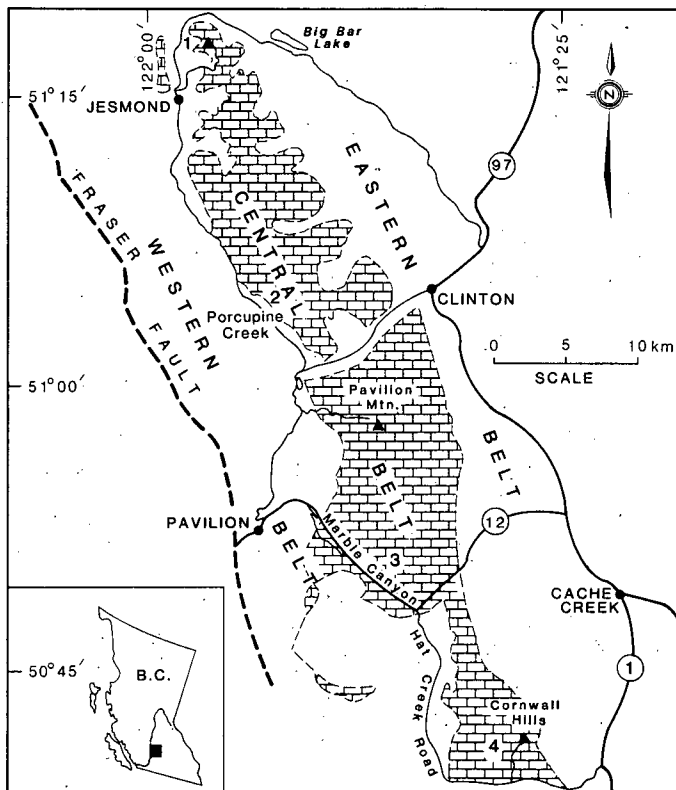 122° 00'
1
Big Bar
Lake
121° 25'
51° 15'
JESMOND
N
97
EASTERN
CENTRAL
FRASER
WESTERN
2
Porcupine
Creek
CLINTON
FAULT
0 5 10 km
SCALE
51° 00'
Pavilion
Mtn.
BELT
BELT
PAVILION
BELT
Marble Canyon
3
12
CACHE
CREEK
Hat Creek Road
50° 45'
B.C.
1
Cornwall
Hills
4